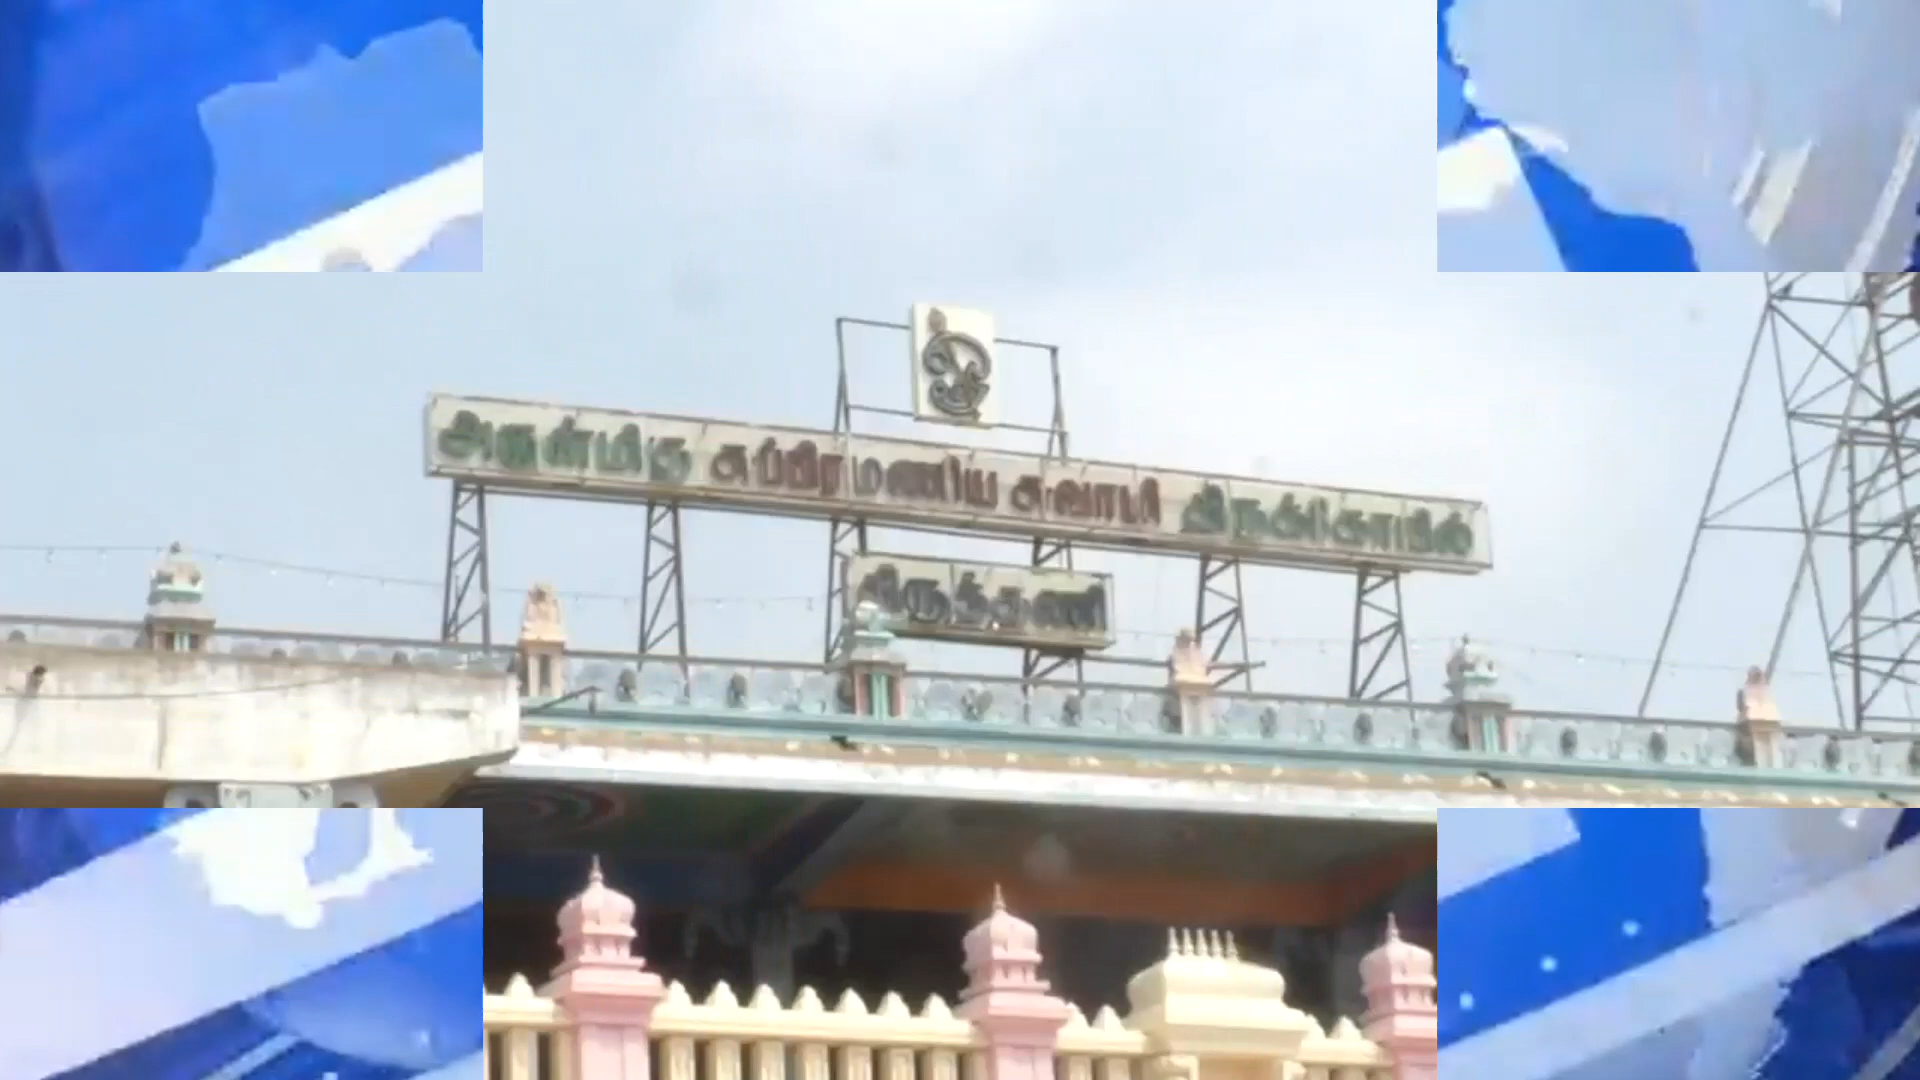 ஓ
அருள்மிகு சுப்பிரமணிய சுவாமி திருக்கோயில்
திருத்தணி